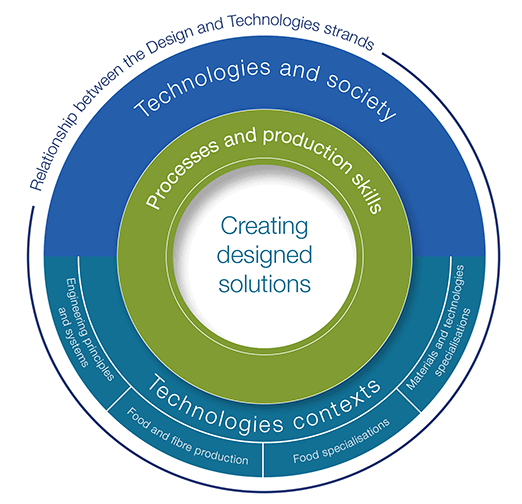 Relationship between the Design and Technologies strands
Technologies and society
Processes and production skills
Creating
designed
solutions
Technologies contexts
Engineering principles
and systems
Food and fibre production
Food specialisations
Materials and technologies
specialisations